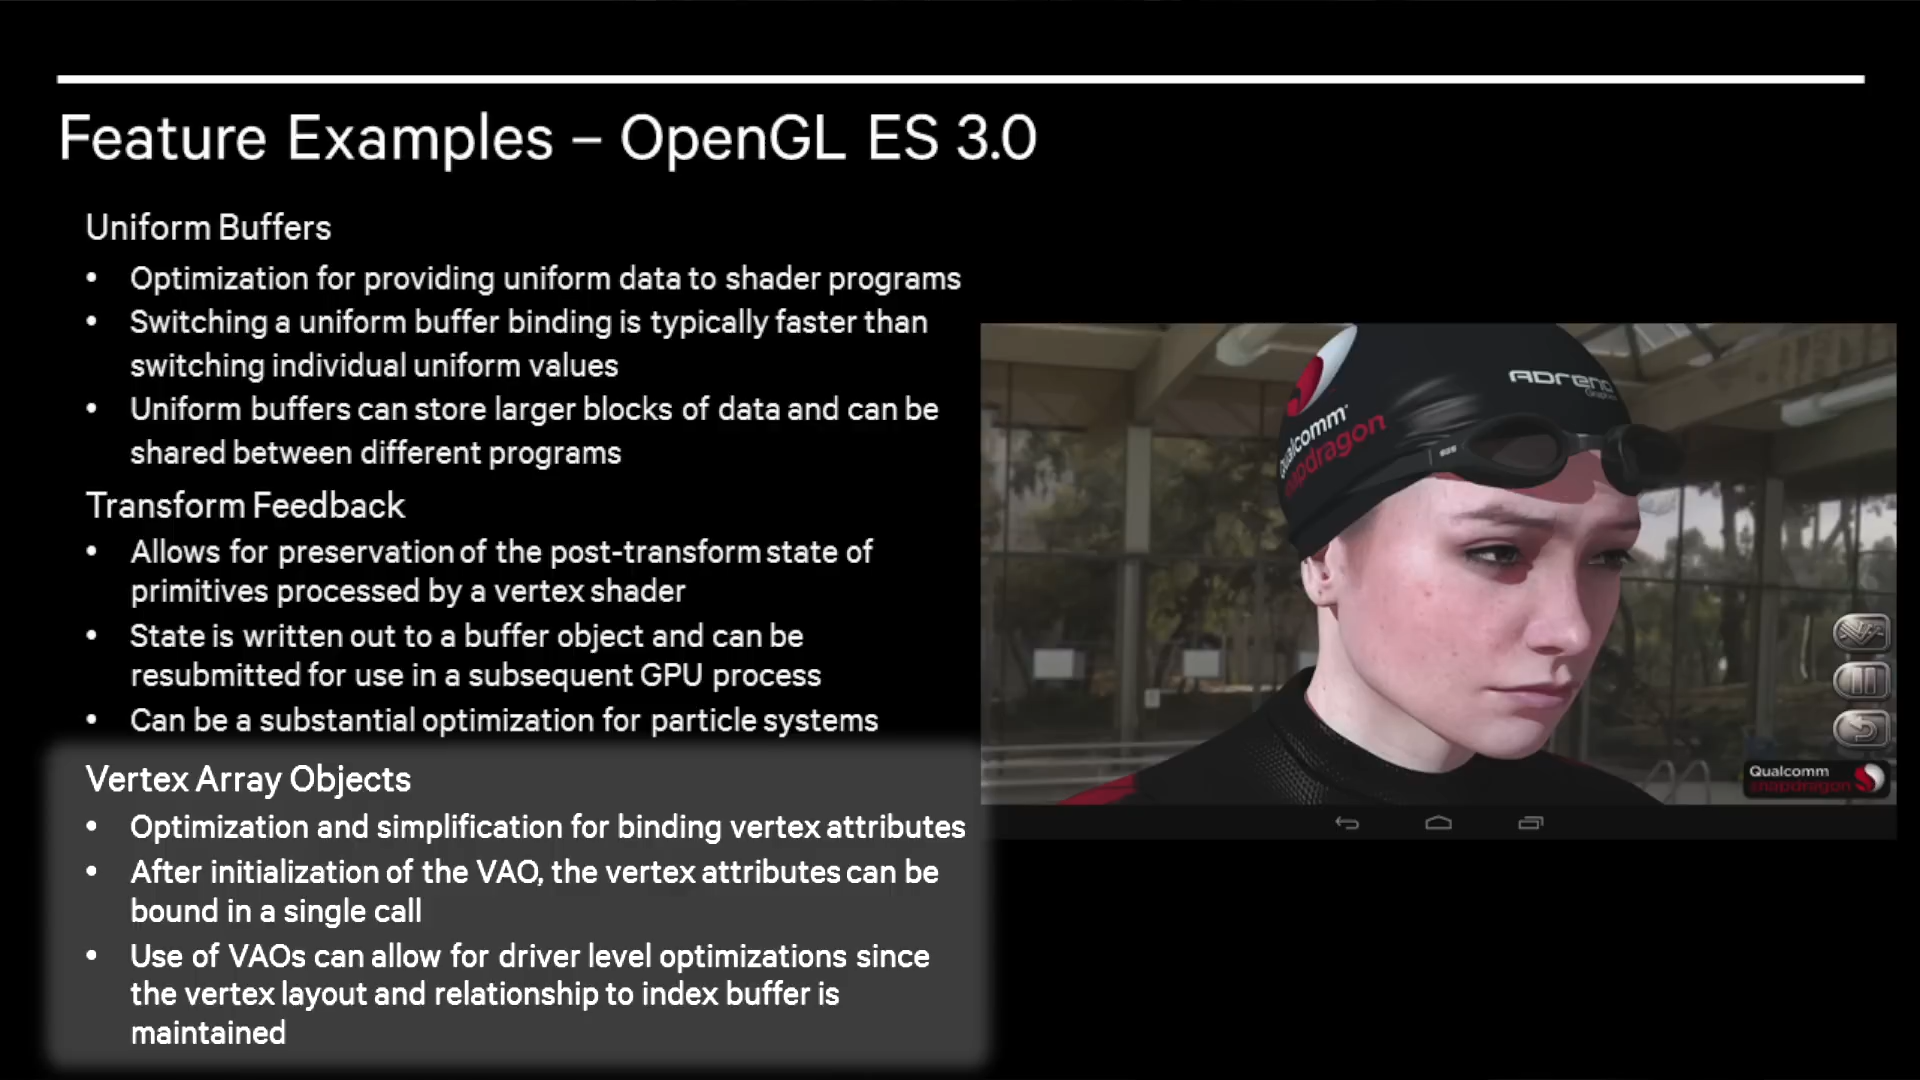 Feature Examples – OpenGL ES 3.0
Uniform Buffers
• Optimization for providing uniform data to shader programs
• Switching a uniform buffer binding is typically faster than
switching individual uniform values
• Uniform buffers can store larger blocks of data and can be
shared between different programs
Transform Feedback
• Allows for preservation of the post-transform state of
primitives processed by a vertex shader
• State is written out to a buffer object and can be
resubmitted for use in a subsequent GPU process
• Can be a substantial optimization for particle systems
Vertex Array Objects
• Optimization and simplification for binding vertex attributes
• After initialization of the VAO, the vertex attributes can be
bound in a single call
• Use of VAOs can allow for driver level optimizations since
the vertex layout and relationship to index buffer is
maintained
ADreno
Graphics
Qualcomm
snapdragon
Qualcomm
snapdragon